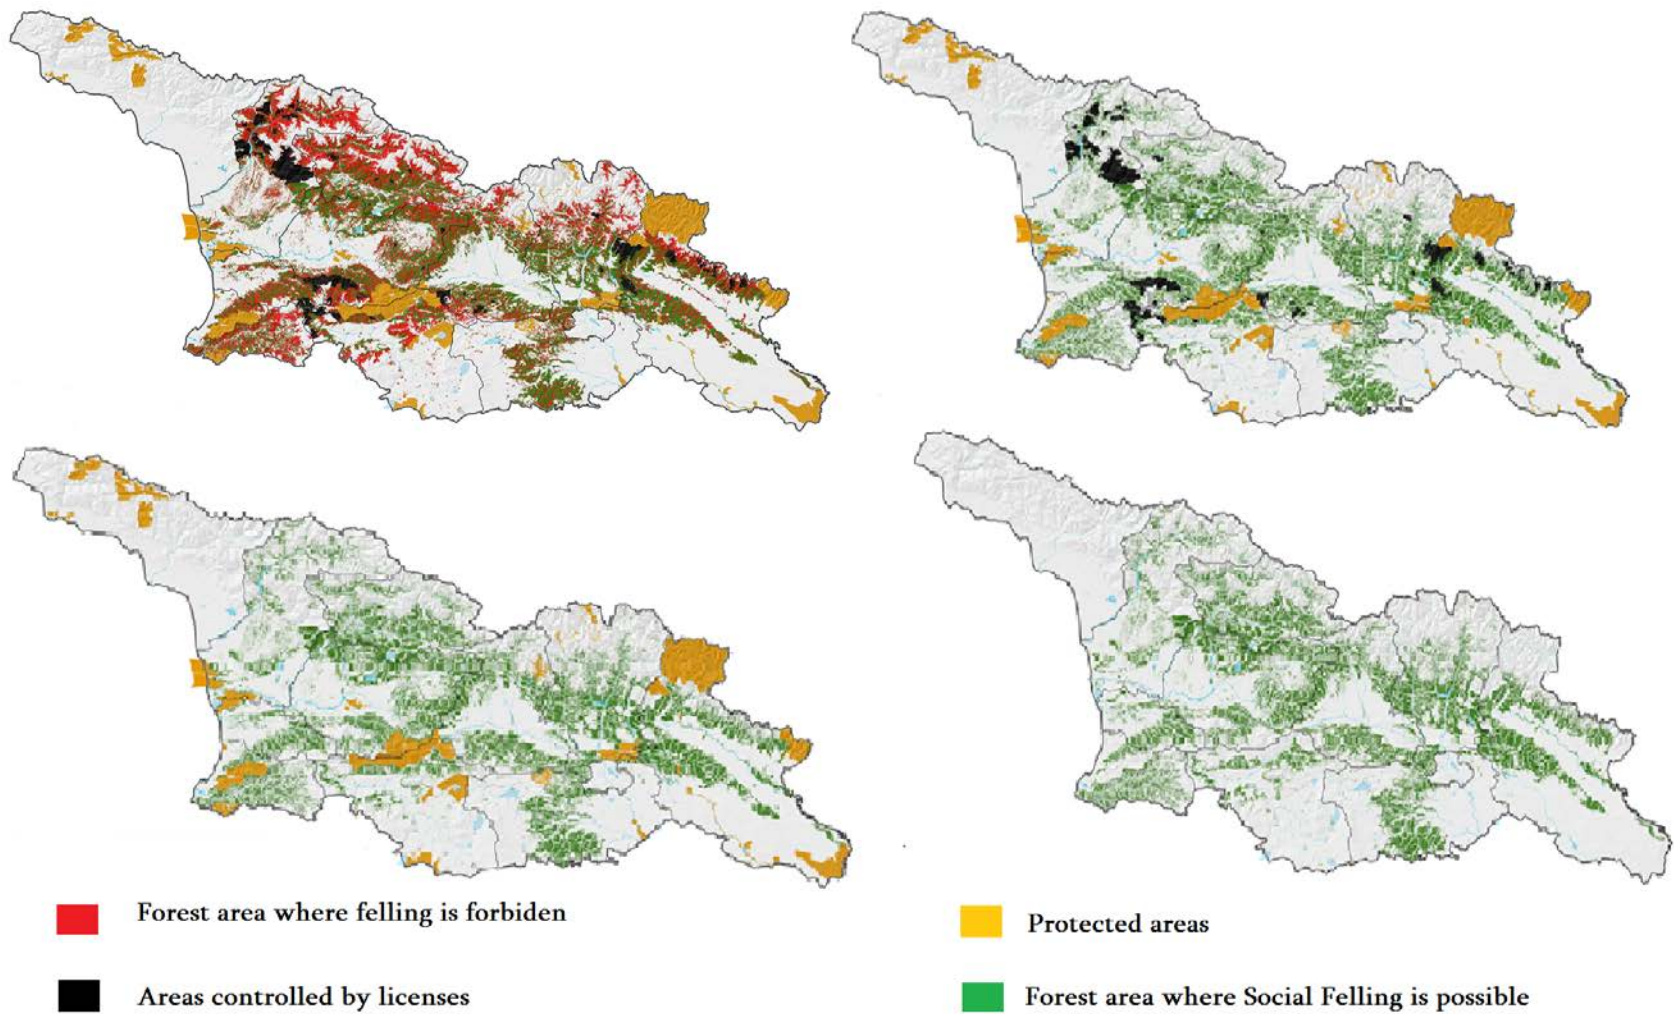 Forest area where felling is forbiden
Protected areas
Areas controlled by licenses
Forest area where Social Felling is possible